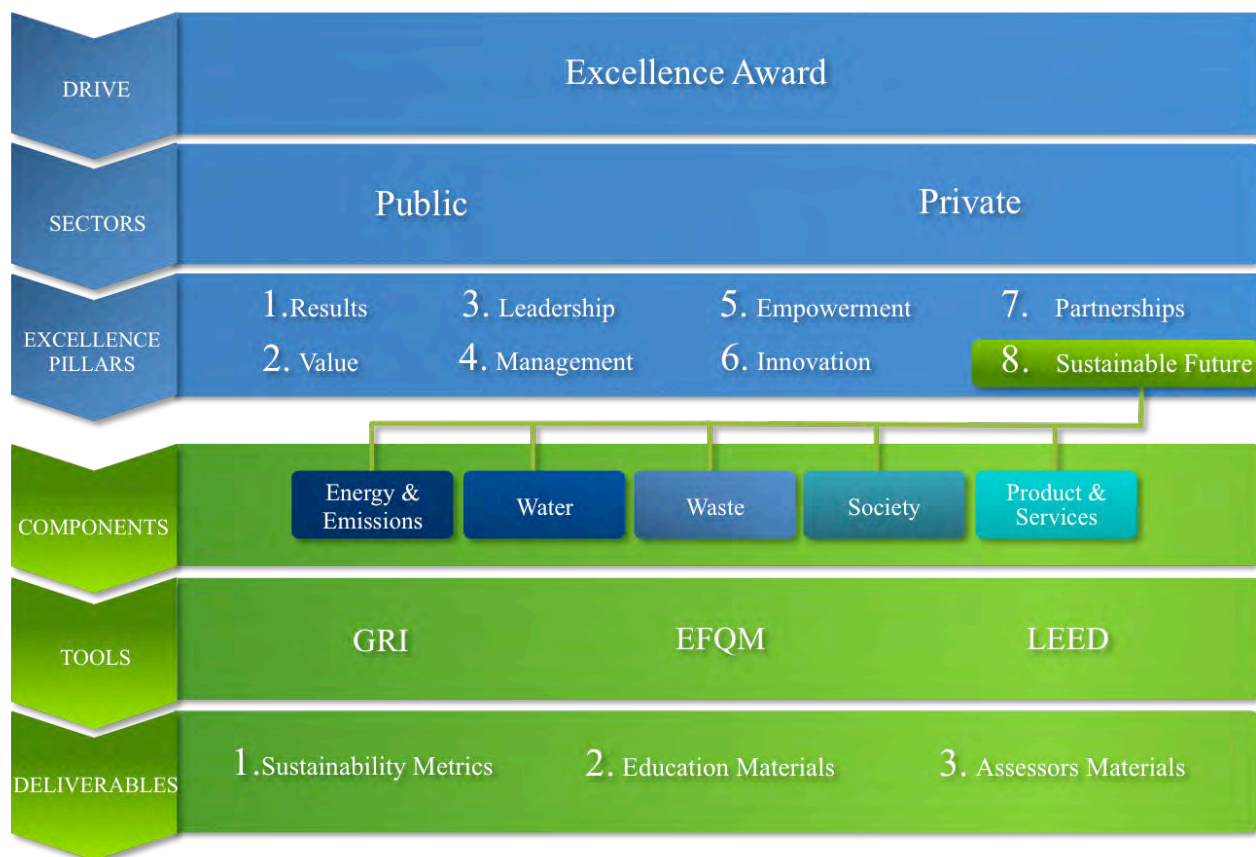 DRIVE
Excellence Award
SECTORS
Public
Private
EXCELLENCE
PILLARS
1.Results
3. Leadership
5. Empowerment
7. Partnerships
2. Value
4. Management
6. Innovation
8. Sustainable Future
COMPONENTS
Energy &
Emissions
Water
Waste
Society
Product &
Services
TOOLS
GRI
EFQM
LEED
DELIVERABLES
1.Sustainability Metrics
2. Education Materials
3. Assessors Materials